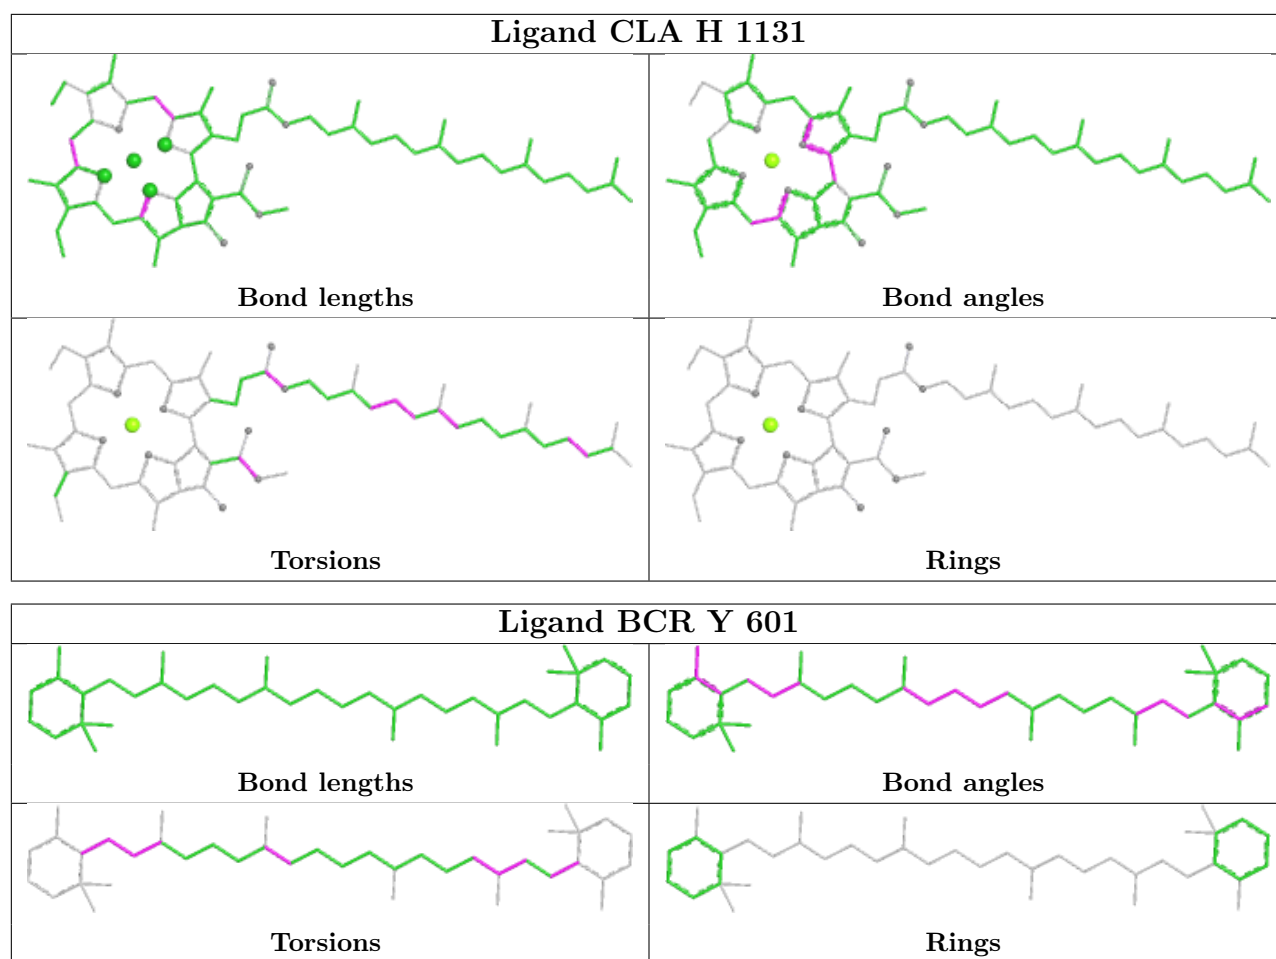 Ligand CLA H 1131
Bond lengths
Bond angles
Torsions
Rings
Ligand BCR Y 601
Bond lengths
Bond angles
Torsions
Rings